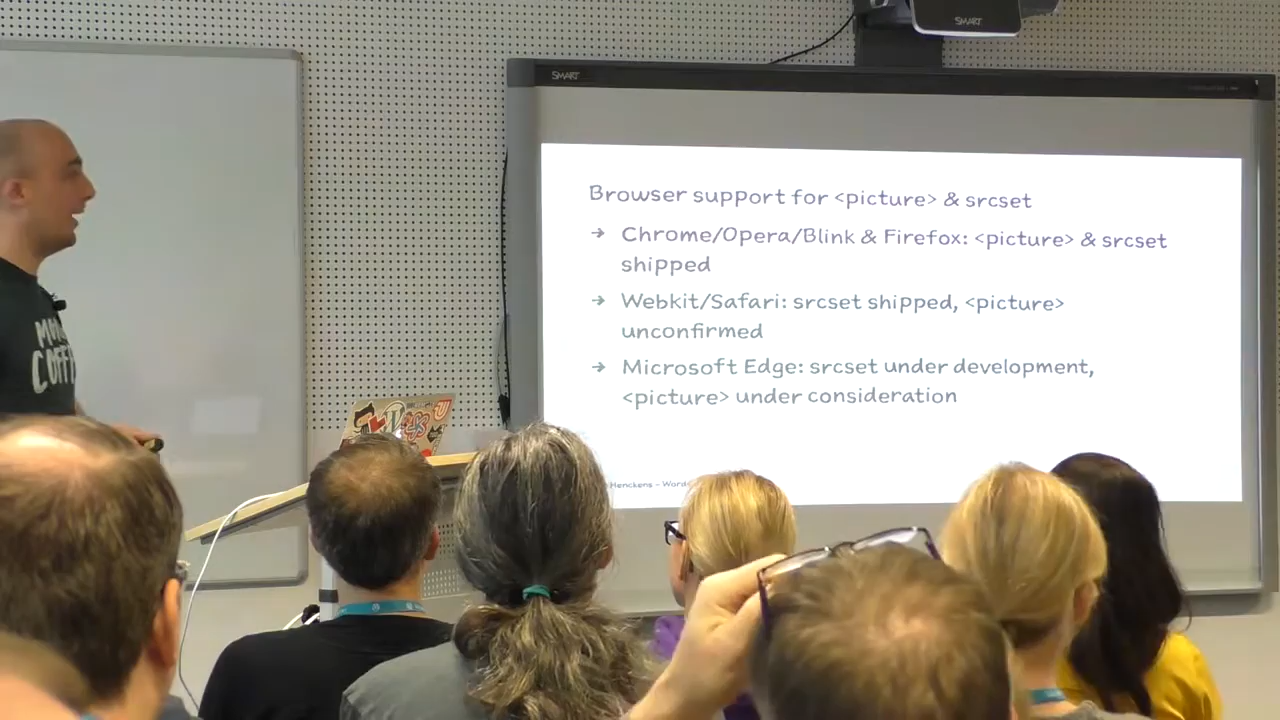 SMART
SMART
Browser support for <picture> & srcset
→ Chrome/Opera/Blink & Firefox: <picture> & srcset
shipped
→ Webkit/Safari: srcset shipped, <picture>
unconfirmed
→ Microsoft Edge: srcset under development,
<picture> under consideration
Henckens –